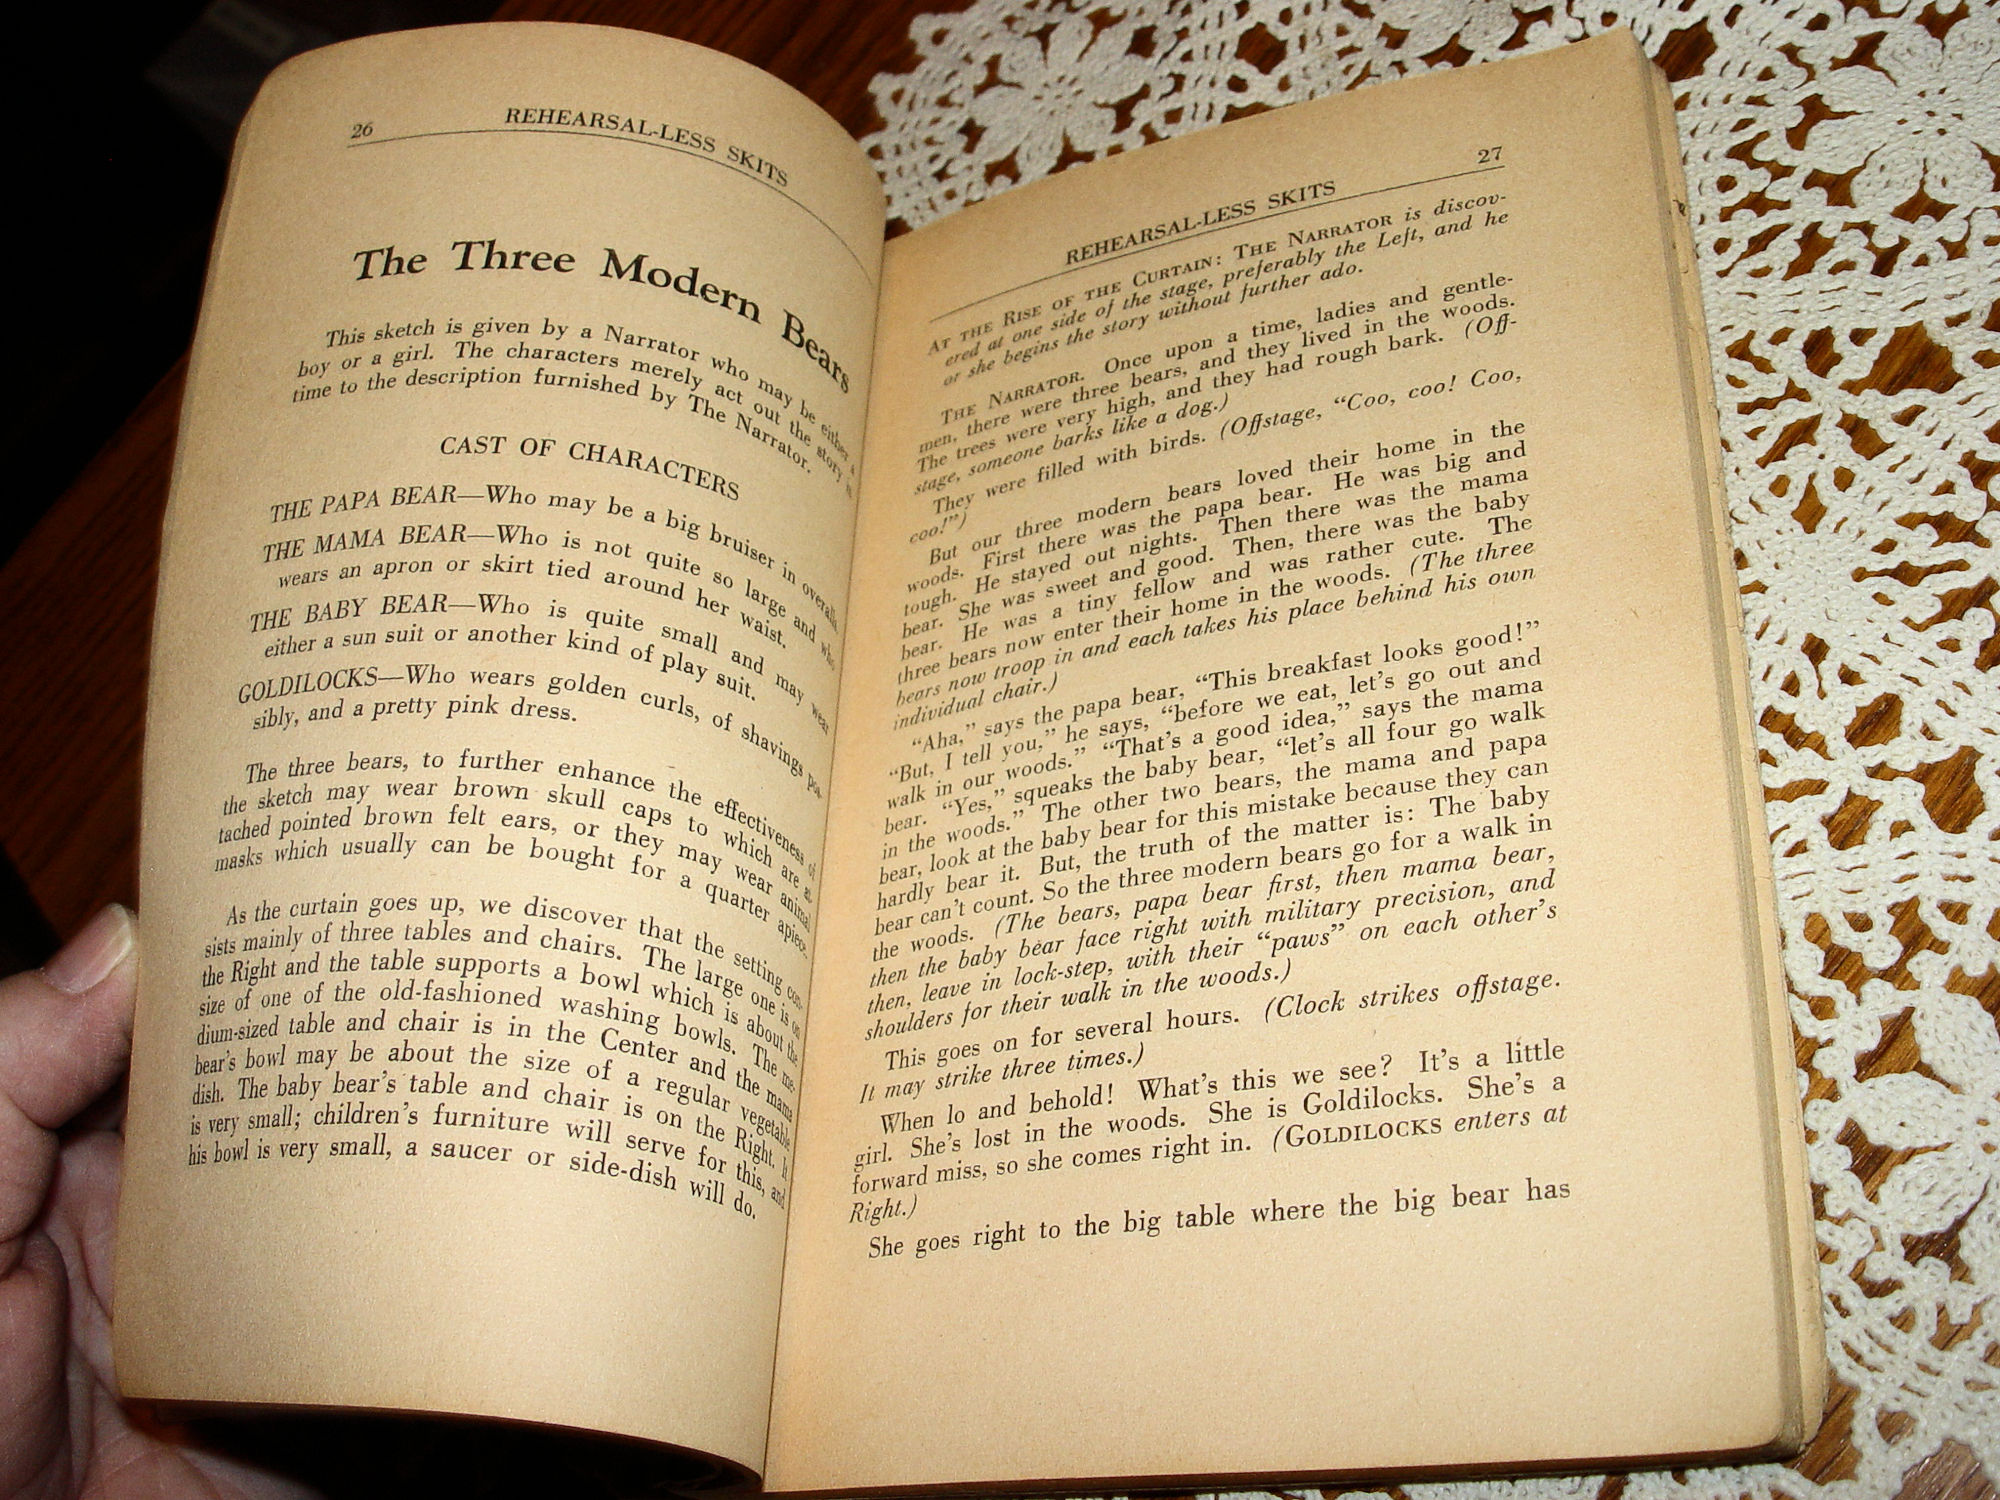 26
REHEARSAL-LESS SKITS
The Three Modern Bears
This sketch is given by a Narrator who may be either a
boy or a girl. The characters merely act out the story in
time to the description furnished by The Narrator.
CAST OF CHARACTERS
THE PAPA BEAR—Who may be a big bruiser in overalls.
THE MAMA BEAR—Who is not quite so large and who
wears an apron or skirt tied around her waist.
THE BABY BEAR—Who is quite small and may wear
either a sun suit or another kind of play suit.
GOLDILOCKS—Who wears golden curls, of shavings pos-
sibly, and a pretty pink dress.
The three bears, to further enhance the effectiveness of
the sketch may wear brown skull caps to which are at-
tached pointed brown felt ears, or they may wear animal
masks which usually can be bought for a quarter apiece.
As the curtain goes up, we discover that the setting con-
sists mainly of three tables and chairs. The large one is on
the Right and the table supports a bowl which is about the
size of one of the old-fashioned washing bowls. The me-
dium-sized table and chair is in the Center and the mama
bear's bowl may be about the size of a regular vegetable
dish. The baby bear's table and chair is on the Right. It
is very small; children's furniture will serve for this, and
his bowl is very small, a saucer or side-dish will do.
REHEARSAL-LESS SKITS
27
AT THE RISE OF THE CURTAIN: THE NARRATOR is discov-
ered at one side of the stage, preferably the Left, and he
or she begins the story without further ado.
THE NARRATOR. Once upon a time, ladies and gentle-
men, there were three bears, and they lived in the woods.
The trees were very high, and they had rough bark. (Off-
stage, someone barks like a dog.)
They were filled with birds. (Offstage, "Coo, coo! Coo,
coo!")
But our three modern bears loved their home in the
woods. First there was the papa bear. He was big and
tough. He stayed out nights. Then there was the mama
bear. She was sweet and good. Then, there was the baby
bear. He was a tiny fellow and was rather cute. The
three bears now enter their home in the woods. (The three
bears now troop in and each takes his place behind his own
individual chair.)
"Aha," says the papa bear, "This breakfast looks good!"
"But, I tell you," he says, "before we eat, let's go out and
walk in our woods." "That's a good idea," says the mama
bear. "Yes," squeaks the baby bear, "let's all four go walk
in the woods." The other two bears, the mama and papa
bear, look at the baby bear for this mistake because they can
hardly bear it. But, the truth of the matter is: The baby
bear can't count. So the three modern bears go for a walk in
the woods. (The bears, papa bear first, then mama bear,
then the baby bear face right with military precision, and
then, leave in lock-step, with their "paws" on each other's
shoulders for their walk in the woods.)
This goes on for several hours. (Clock strikes offstage.
It may strike three times.)
When lo and behold! What's this we see? It's a little
girl. She's lost in the woods. She is Goldilocks. She's a
forward miss, so she comes right in. (GOLDILOCKS enters at
Right.)
She goes right to the big table where the big bear has